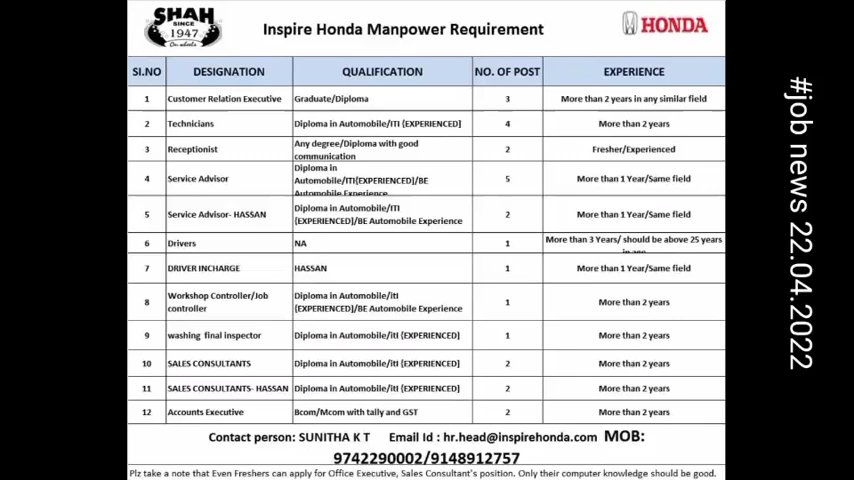 SHAH
SINCE
1947
On wheels
Inspire Honda Manpower Requirement
HONDA
SI.NO DESIGNATION QUALIFICATION NO. OF POST EXPERIENCE
1 Customer Relation Executive Graduate/Diploma 3 More than 2 years in any similar field
2 Technicians Diploma in Automobile/ITI (EXPERIENCED] 4 More than 2 years
3 Receptionist Any degree/Diploma with good communication 2 Fresher/Experienced
4 Service Advisor Diploma in Automobile/ITI(EXPERIENCED]/BE Automobile Experience 5 More than 1 Year/Same field
5 Service Advisor- HASSAN Diploma in Automobile/ITI (EXPERIENCED]/BE Automobile Experience 2 More than 1 Year/Same field
6 Drivers NA 1 More than 3 Years/ should be above 25 years in age
7 DRIVER INCHARGE HASSAN 1 More than 1 Year/Same field
8 Workshop Controller/Job controller Diploma in Automobile/itI (EXPERIENCED]/BE Automobile Experience 1 More than 2 years
9 washing final inspector Diploma in Automobile/itI (EXPERIENCED] 1 More than 2 years
10 SALES CONSULTANTS Diploma in Automobile/itI (EXPERIENCED] 2 More than 2 years
11 SALES CONSULTANTS- HASSAN Diploma in Automobile/itI (EXPERIENCED] 2 More than 2 years
12 Accounts Executive Bcom/Mcom with tally and GST 2 More than 2 years
Contact person: SUNITHA K T Email Id : hr.head@inspirehonda.com MOB:
9742290002/9148912757
Plz take a note that Even Freshers can apply for Office Executive, Sales Consultant's position. Only their computer knowledge should be good.
#job news 22.04.2022